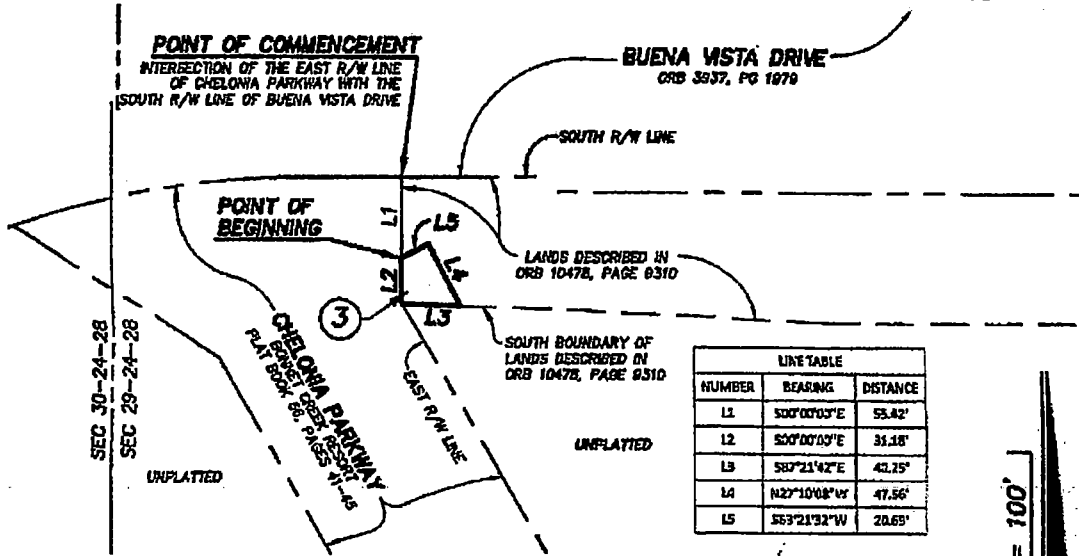 POINT OF COMMENCEMENT
INTERSECTION OF THE EAST R/W LINE
OF CHELONIA PARKWAY WITH THE
SOUTH R/W LINE OF BUENA VISTA DRIVE
BUENA VISTA DRIVE
ORB 3937, PG 1979
SOUTH R/W LINE
POINT OF
BEGINNING
L1
L5
L2
L4
L3
LANDS DESCRIBED IN
ORB 10478, PAGE 9310
3
SOUTH BOUNDARY OF
LANDS DESCRIBED IN
ORB 10478, PAGE 9310
CHELONIA PARKWAY
BONNET CREEK RESORT
PLAT BOOK 56, PAGES 41-45
EAST R/W LINE
SEC 30-24-28
SEC 29-24-28
UNPLATTED
UNPLATTED
LINE TABLE
NUMBER BEARING DISTANCE
L1 S00°00'03"E 53.42'
L2 S00°00'03"E 31.18'
L3 S87°21'42"E 40.25'
L4 N27°10'08"W 47.56'
L5 S63°21'32"W 20.69'
= 100'